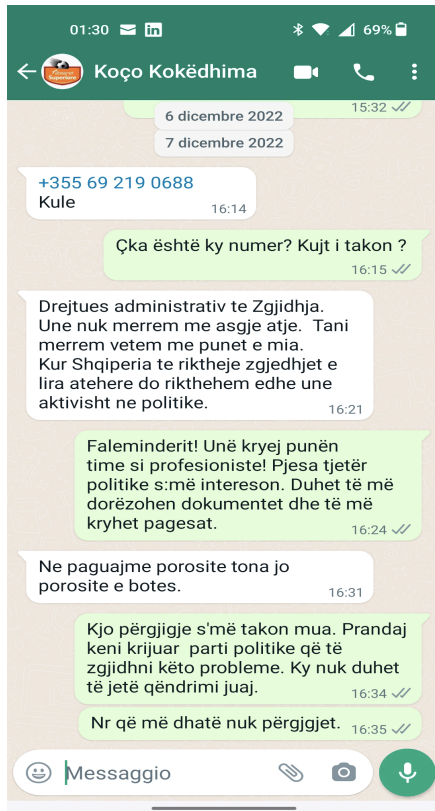 01:30
69%
Koço Kokëdhima
15:32
6 dicembre 2022
7 dicembre 2022
+355 69 219 0688
Kule
16:14
Çka është ky numer? Kujt i takon ?
16:15
Drejtues administrativ te Zgjidhja.
Une nuk merrem me asgje atje. Tani
merrem vetem me punet e mia.
Kur Shqiperia te riktheje zgjedhjet e
lira atehere do rikthehem edhe une
aktivisht ne politike.
16:21
Faleminderit! Unë kryej punën
time si profesioniste! Pjesa tjetër
politike s:më intereson. Duhet të më
dorëzohen dokumentet dhe të më
kryhet pagesat.
16:24
Ne paguajme porosite tona jo
porosite e botes.
16:31
Kjo përgjigje s'më takon mua. Prandaj
keni krijuar parti politike që të
zgjidhni këto probleme. Ky nuk duhet
të jetë qëndrimi juaj.
16:34
Nr që më dhatë nuk përgjgjet.
16:35
Messaggio